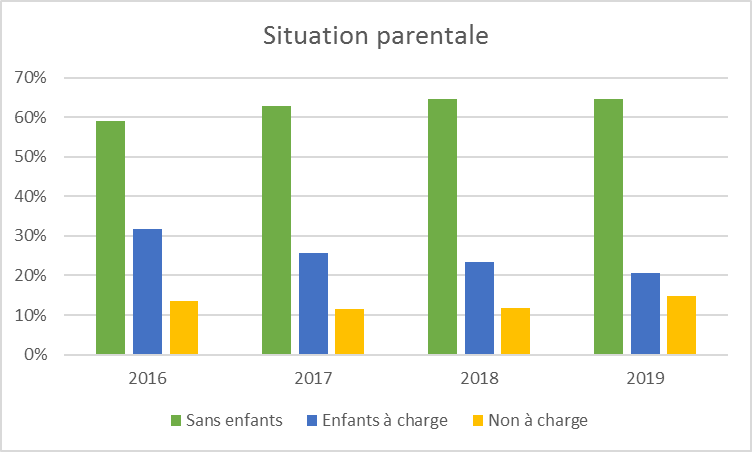 Situation parentale
70%
60%
50%
40%
30%
20%
10%
0%
2016 2017 2018 2019
Sans enfants Enfants à charge Non à charge